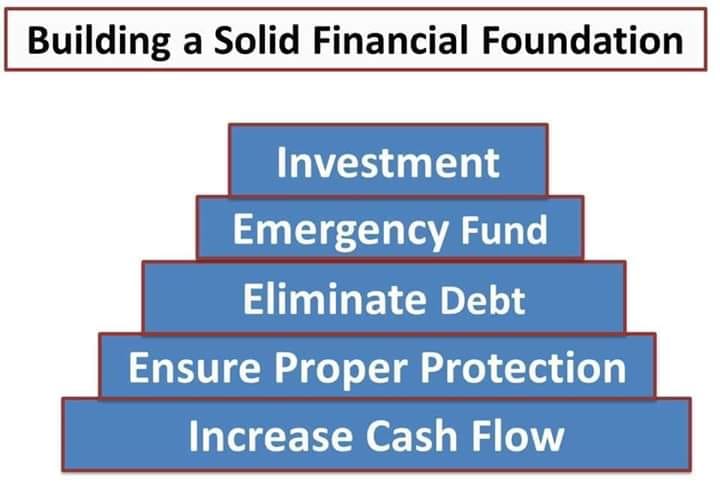 Building a Solid Financial Foundation
Investment
Emergency Fund
Eliminate Debt
Ensure Proper Protection
Increase Cash Flow